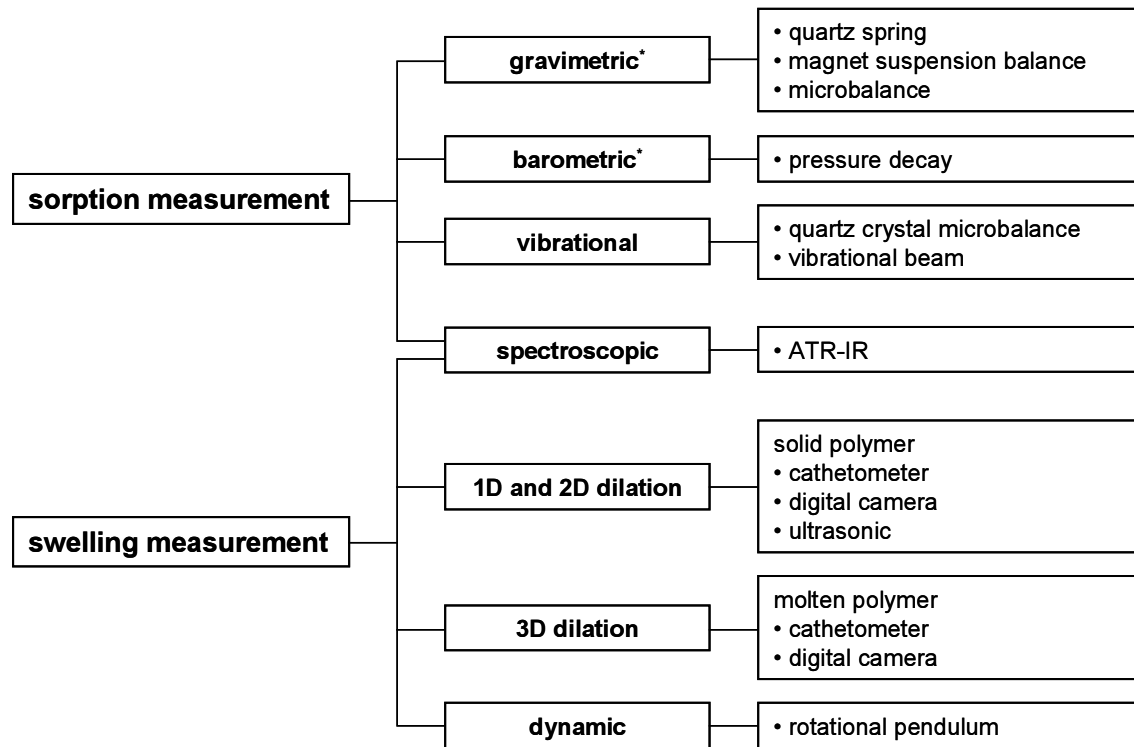 sorption measurement
gravimetric*
• quartz spring
• magnet suspension balance
• microbalance
barometric*
• pressure decay
vibrational
• quartz crystal microbalance
• vibrational beam
spectroscopic
• ATR-IR
swelling measurement
1D and 2D dilation
solid polymer
• cathetometer
• digital camera
• ultrasonic
3D dilation
molten polymer
• cathetometer
• digital camera
dynamic
• rotational pendulum